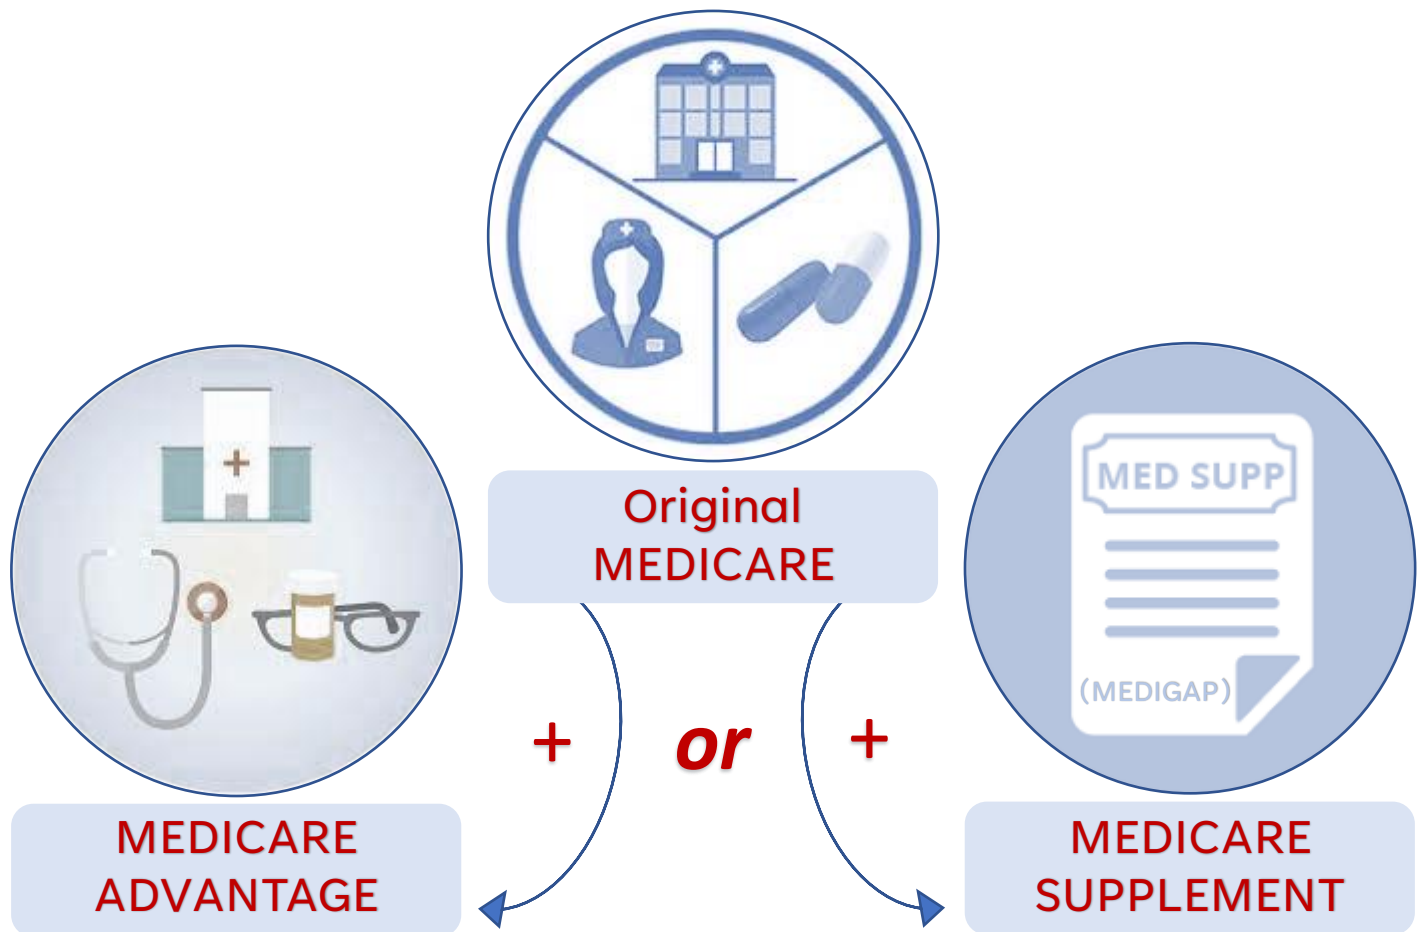 Original
MEDICARE
MED SUPP
(MEDIGAP)
+
or
+
MEDICARE
ADVANTAGE
MEDICARE
SUPPLEMENT